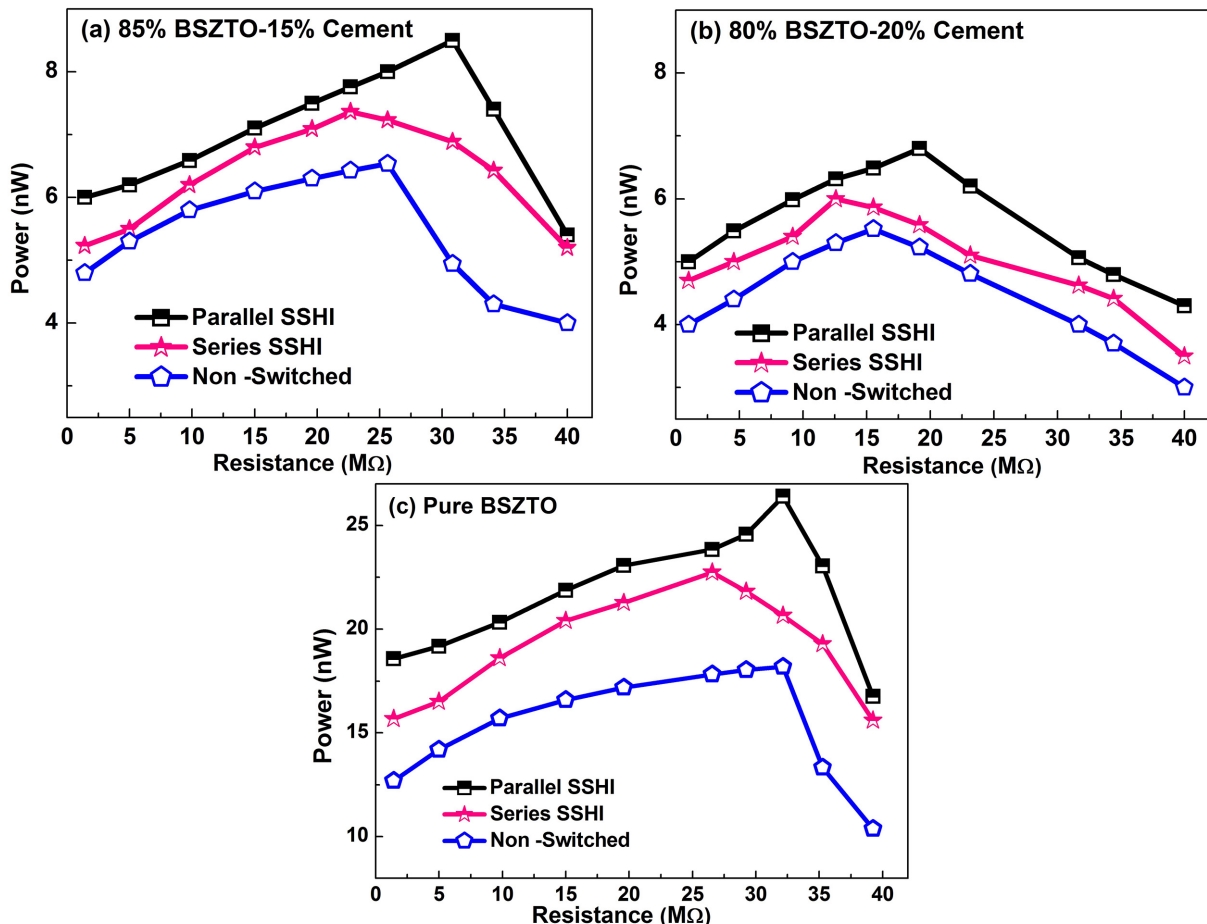 (a) 85% BSZTO-15% Cement
8
6
4
Power (nW)
Parallel SSHI
Series SSHI
Non -Switched
0 5 10 15 20 25 30 35 40
Resistance (MΩ)
(b) 80% BSZTO-20% Cement
8
6
4
Power (nW)
Parallel SSHI
Series SSHI
Non -Switched
0 5 10 15 20 25 30 35 40
Resistance (MΩ)
(c) Pure BSZTO
25
20
15
10
Power (nW)
Parallel SSHI
Series SSHI
Non -Switched
0 5 10 15 20 25 30 35 40
Resistance (MΩ)